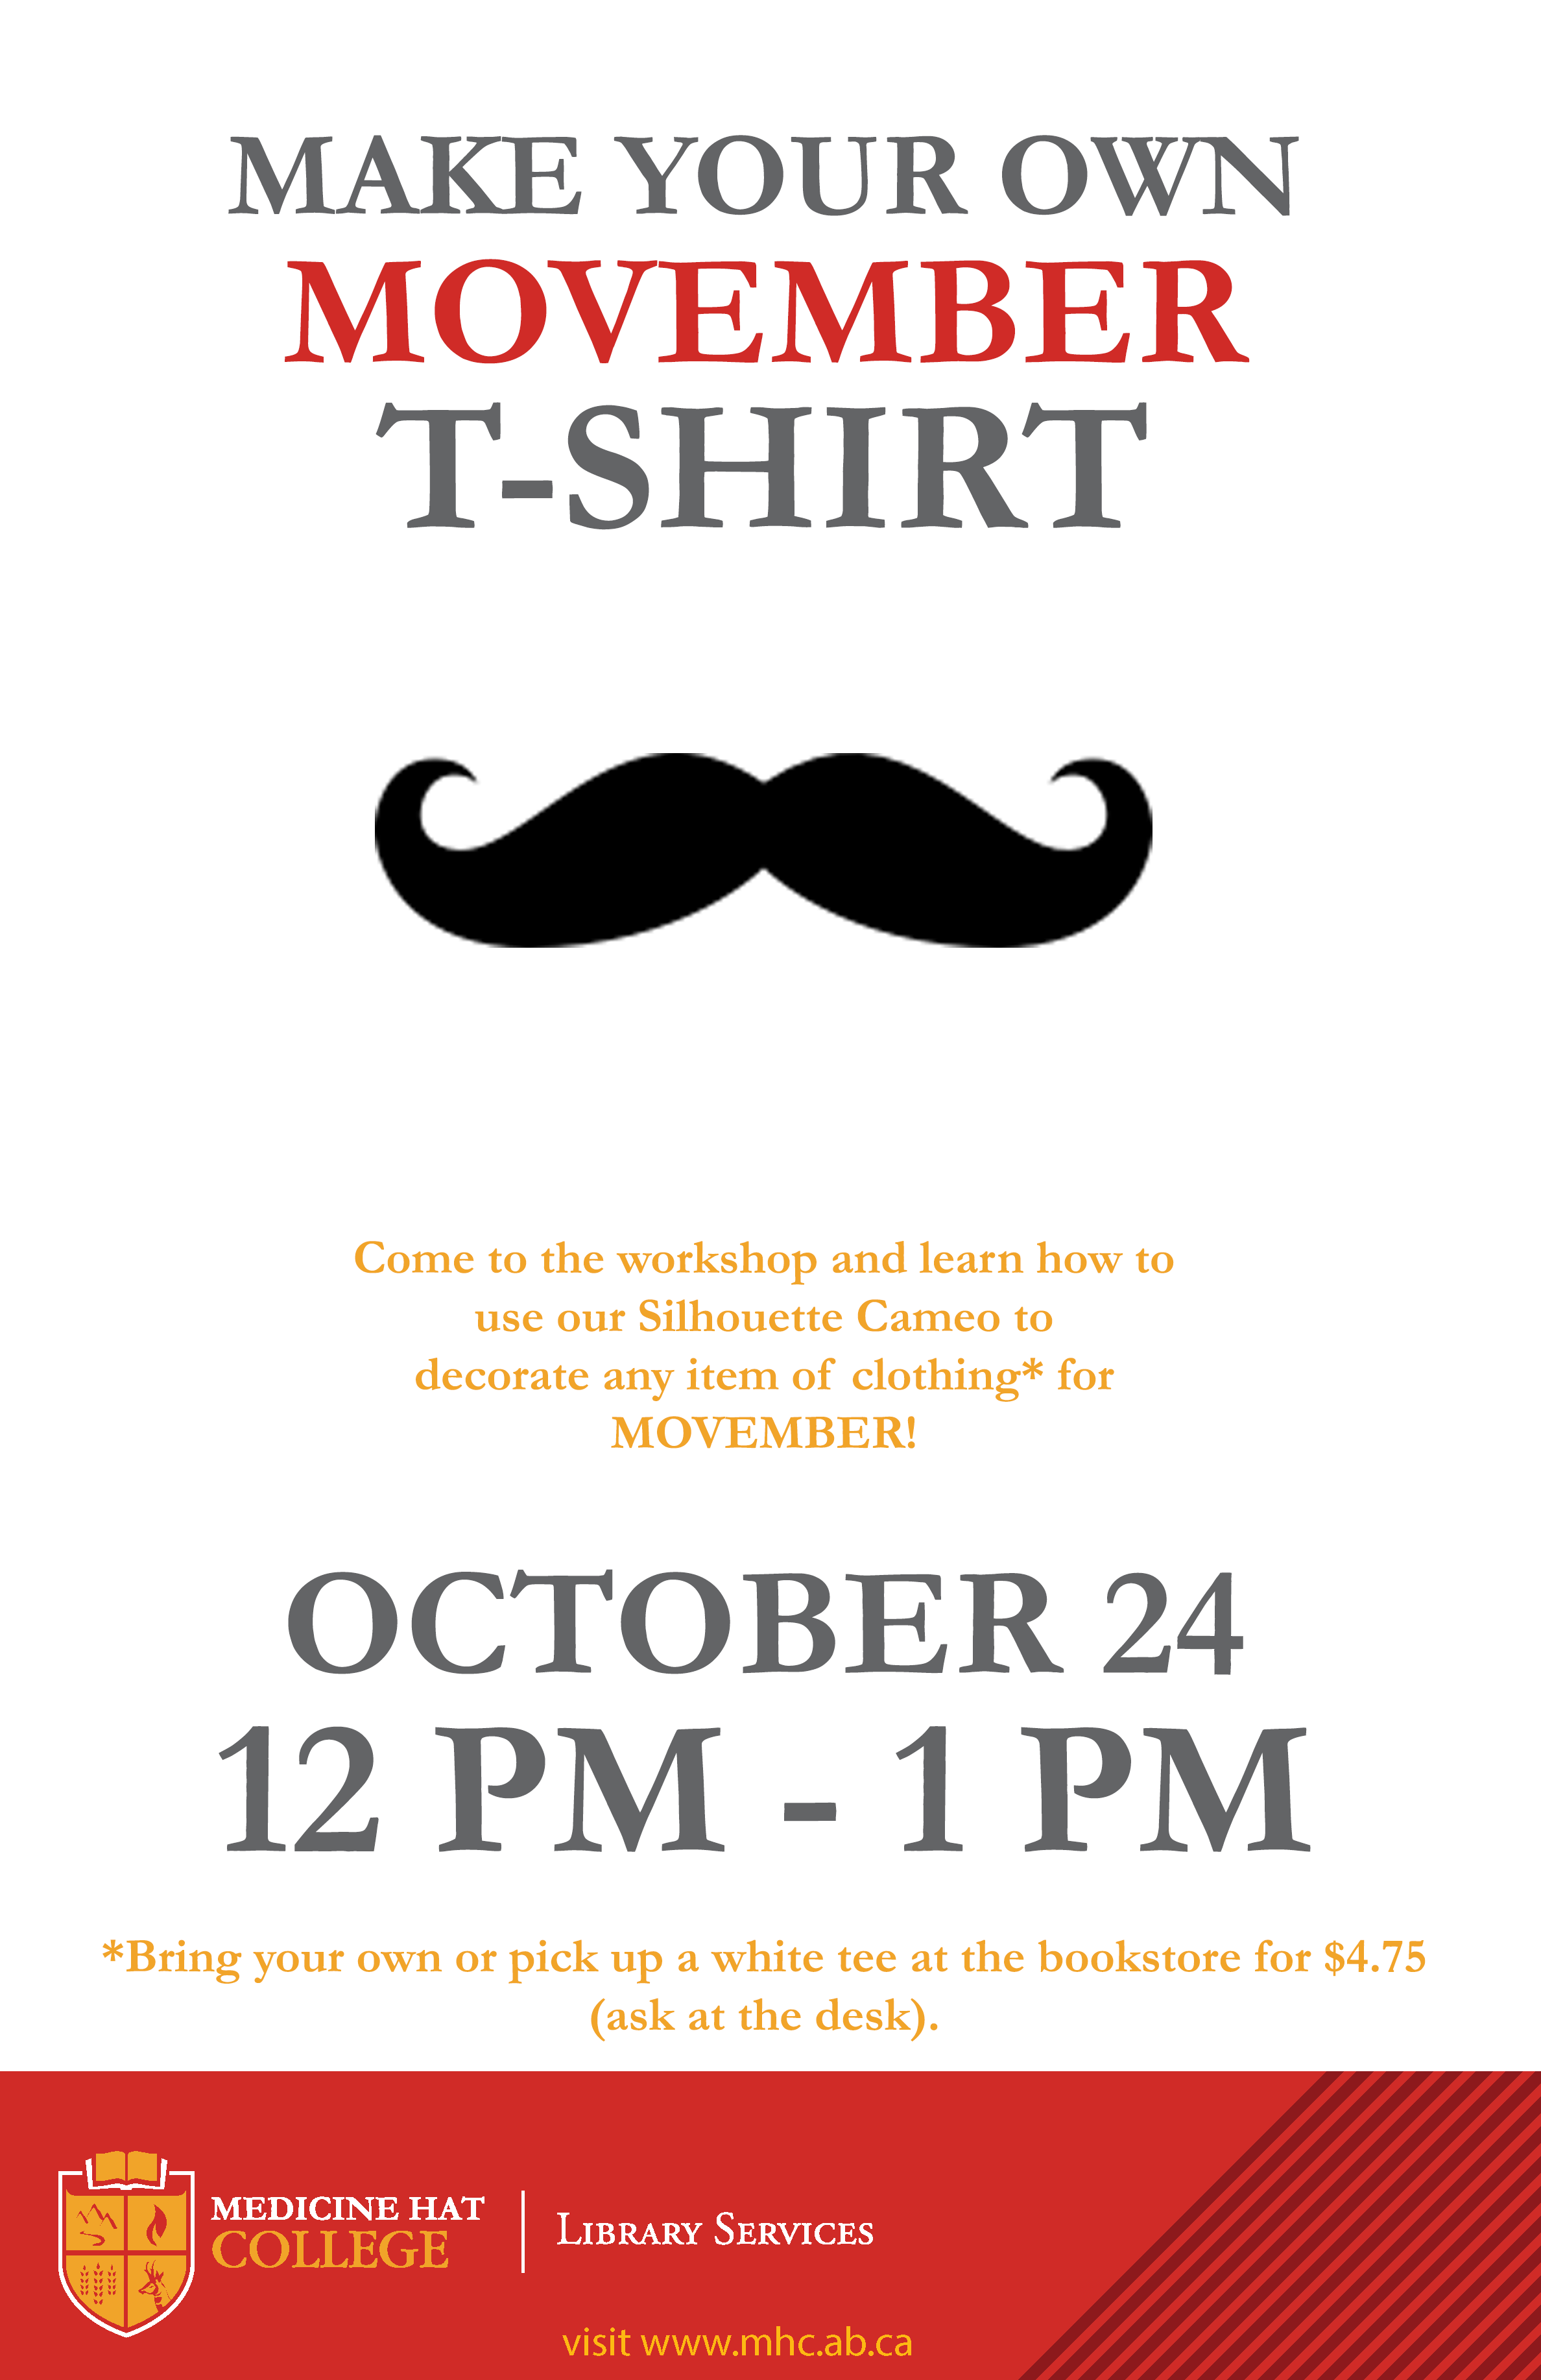 MAKE YOUR OWN
MOVEMBER
T-SHIRT
Come to the workshop and learn how to
use our Silhouette Cameo to
decorate any item of clothing* for
MOVEMBER!
OCTOBER 24
12 PM - 1 PM
*Bring your own or pick up a white tee at the bookstore for $4.75
(ask at the desk).
MEDICINE HAT
COLLEGE
LIBRARY SERVICES
visit www.mhc.ab.ca